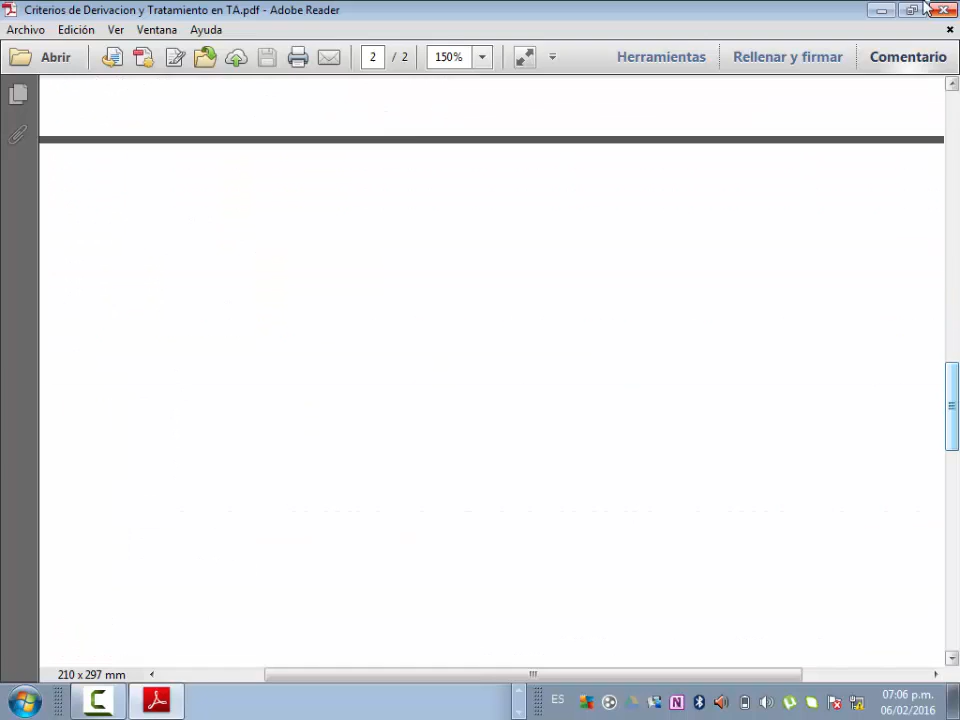 Criterios de Derivacion y Tratamiento en TA.pdf - Adobe Reader
Archivo Edición Ver Ventana Ayuda
Abrir 2 / 2 150% Herramientas Rellenar y firmar Comentario
210 x 297 mm
ES 07:06 p.m.
06/02/2016